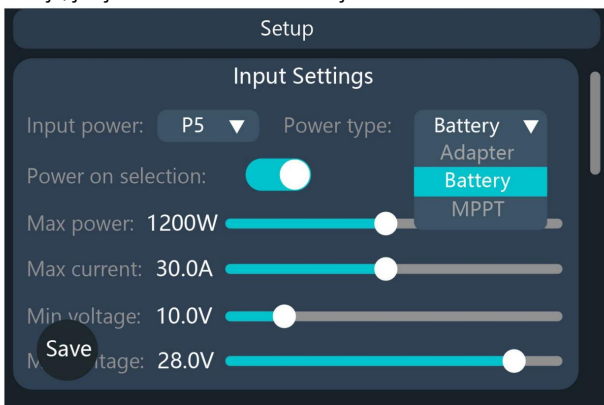 Setup
Input Settings
Input power: P5 Power type: Battery
Adapter
Power on selection: Battery
MPPT
Max power: 1200W
Max current: 30.0A
Min voltage: 10.0V
Save
tage: 28.0V